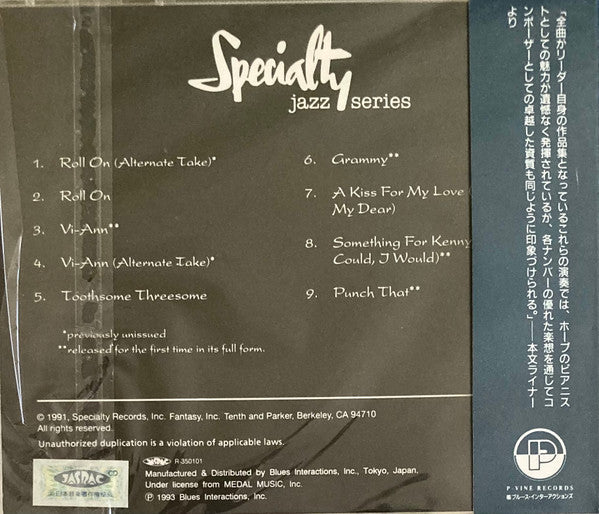 Specialty
jazz series
1. Roll On (Alternate Take)*
2. Roll On
3. Vi-Ann**
4. Vi-Ann (Alternate Take)*
5. Toothsome Threesome
6. Grammy**
7. A Kiss For My Love
My Dear)
8. Something For Kenny
Could, I Would)**
9. Punch That**
*previously unissued
**released for the first time in its full form.
© 1991, Specialty Records, Inc. Fantasy, Inc. Tenth and Parker, Berkeley, CA 94710
All rights reserved.
Unauthorized duplication is a violation of applicable laws.
JASRAC
JASRAC R-350101
Manufactured & Distributed by Blues Interactions, Inc., Tokyo, Japan.
Under license from MEDAL MUSIC, Inc.
℗ 1993 Blues Interactions, Inc.
「全曲がリーダー自身の作品集となっているこれらの演奏では、ホープのピアニス
トとしての魅力が遺憾なく発揮されているが、各ナンバーの優れた楽想を通してコ
ンポーザーとしての卓越した資質も同じように印象づけられる。」——本文ライナー
より
P
P-VINE RECORDS
㈱ブルース・インターアクションズ